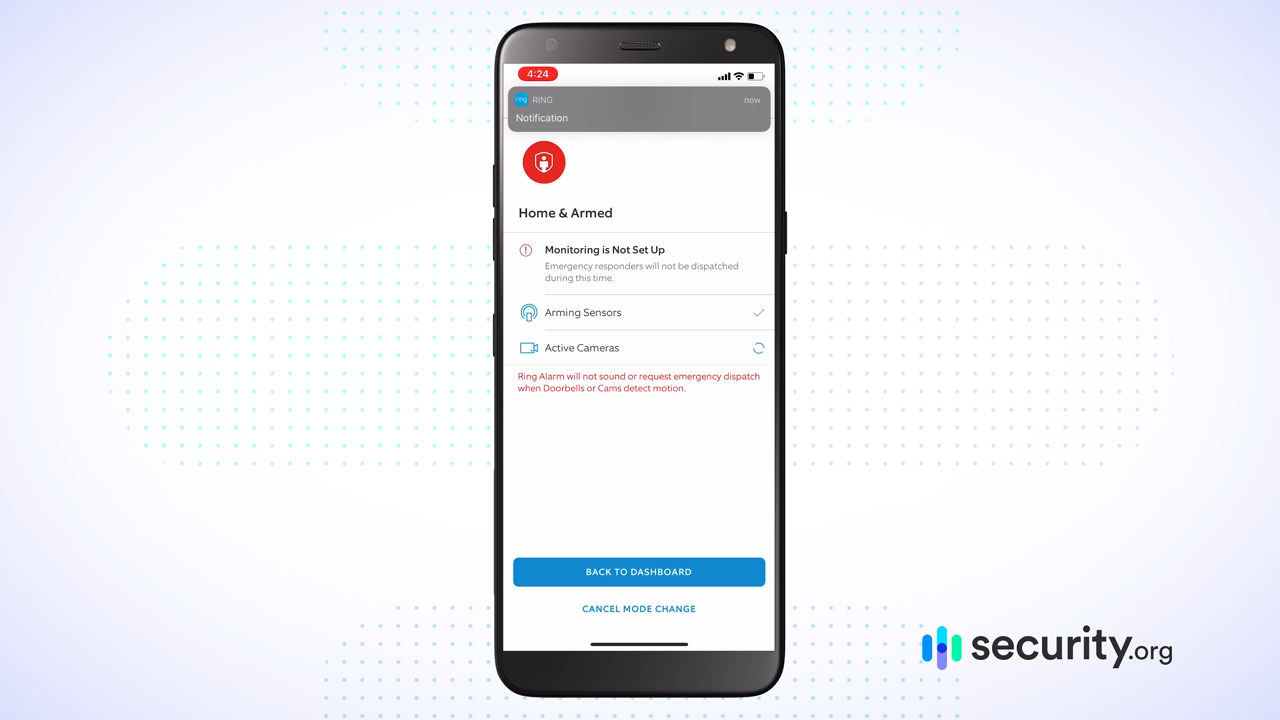 4:24
ring RING now
Notification
Home & Armed
Monitoring is Not Set Up
Emergency responders will not be dispatched
during this time.
Arming Sensors
Active Cameras
Ring Alarm will not sound or request emergency dispatch
when Doorbells or Cams detect motion.
BACK TO DASHBOARD
CANCEL MODE CHANGE
security.org